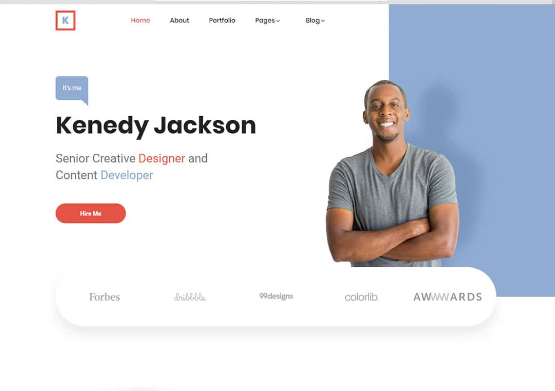 K
Home About Portfolio Pages Blog
It's me
Kenedy Jackson
Senior Creative Designer and
Content Developer
Hire Me
Forbes dribbble 99designs colorlib. AWWWARDS